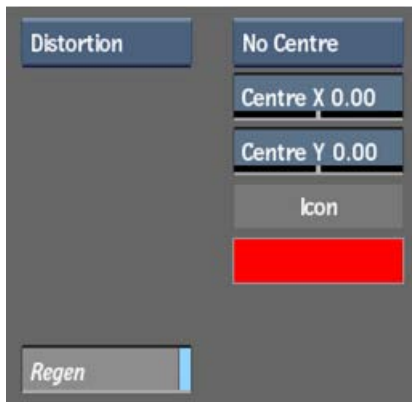 Distortion
No Centre
Centre X 0.00
Centre Y 0.00
Icon
Regen